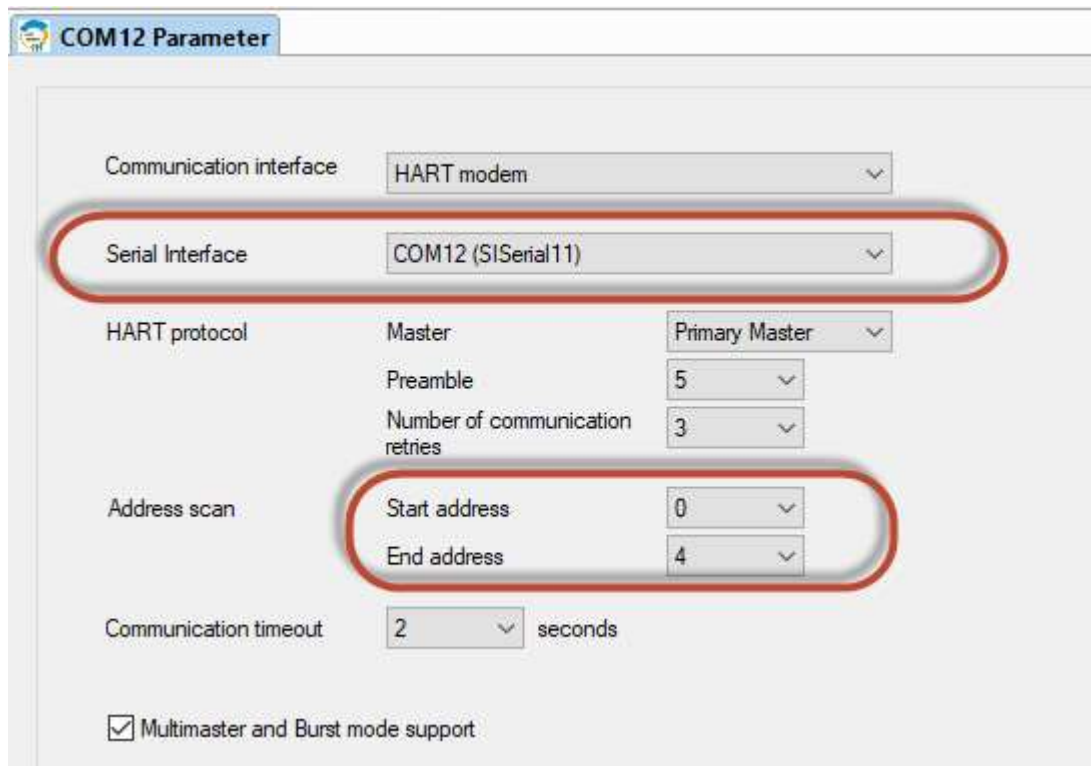 COM12 Parameter
Communication interface HART modem
Serial Interface COM12 (SISerial11)
HART protocol Master Primary Master
Preamble 5
Number of communication
retries 3
Address scan Start address 0
End address 4
Communication timeout 2 seconds
Multimaster and Burst mode support